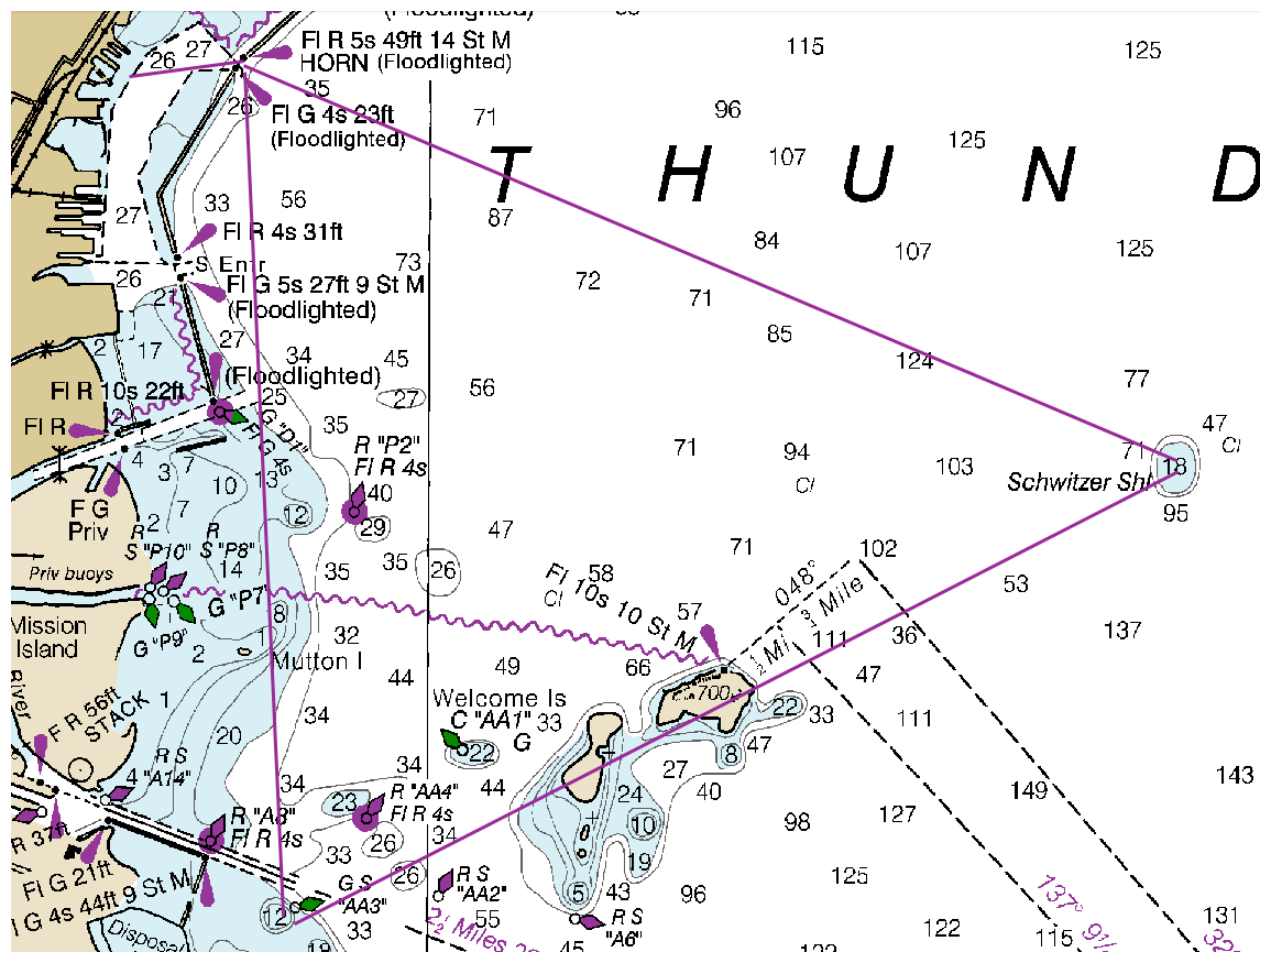 (Floodlighted)
Fl R 5s 49ft 14 St M
HORN (Floodlighted)
115
125
27
26
35
26
Fl G 4s 23ft
(Floodlighted)
71
96
125
107
T H U N D
33
56
27
87
Fl R 4s 31ft
84
107
125
S Entr
73
26
Fl G 5s 27ft 9 St M
(Floodlighted)
72
71
21
27
85
2
17
34
45
124
77
(Floodlighted)
56
Fl R 10s 22ft
25
27
47
Cl
Fl R
2
G "D1"
Fl G 4s
35
R "P2"
Fl R 4s
71
94
Cl
103
71
18
Schwitzer Shl
4
3
7
10
13
40
12
29
95
F G
Priv
2
7
47
71
102
R
S "P10"
R
S "P8"
14
35
35
26
Fl 10s 10 St M
58
Cl
53
Priv buoys
048°
3/4 Mile
57
G "P7"
8
Mission
Island
G "P9"
2
1
32
Mutton I
49
66
1/2 Mi
111
36
137
47
River
44
700
F R 56ft
STACK
1
34
Welcome Is
C "AA1"
G
33
22
33
111
20
22
8
47
R S
"A14"
4
34
34
27
143
44
24
40
149
R "A8"
Fl R 4s
23
R "AA4"
Fl R 4s
10
98
127
R 37ft
26
34
33
19
Fl G 21ft
G 4s 44ft 9 St M
26
R S
"AA2"
125
G S
"AA3"
5
43
96
137° 9½
12
33
55
R S
"A6"
122
131
Disposal
2½ Miles
115
18
45
122
32